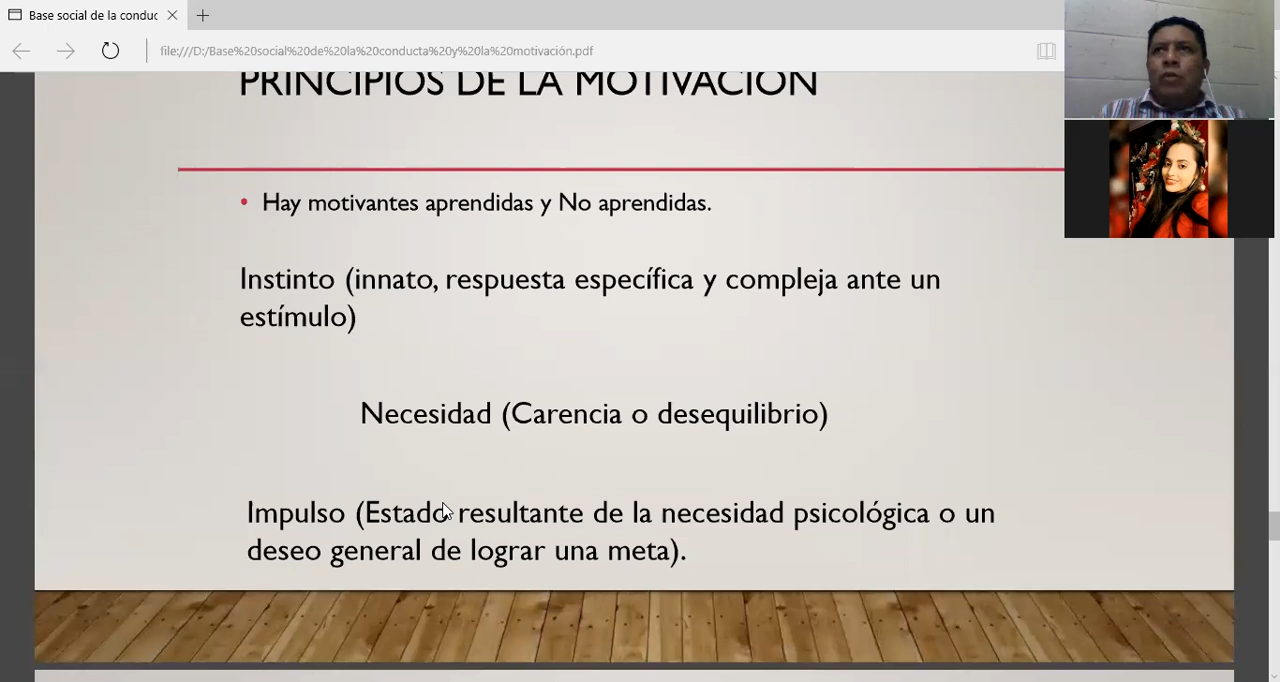 Base social de la conduc
file:///D:/Base%20social%20de%20la%20conducta%20y%20la%20motivación.pdf
PRINCIPIOS DE LA MOTIVACIÓN
• Hay motivantes aprendidas y No aprendidas.
Instinto (innato, respuesta específica y compleja ante un
estímulo)
Necesidad (Carencia o desequilibrio)
Impulso (Estado resultante de la necesidad psicológica o un
deseo general de lograr una meta).